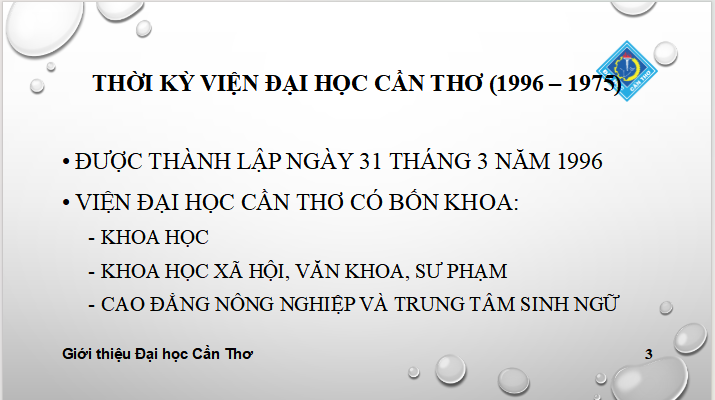 THỜI KỲ VIỆN ĐẠI HỌC CẦN THƠ (1996 – 1975)
CẦN THƠ
• ĐƯỢC THÀNH LẬP NGÀY 31 THÁNG 3 NĂM 1996
• VIỆN ĐẠI HỌC CẦN THƠ CÓ BỐN KHOA:
- KHOA HỌC
- KHOA HỌC XÃ HỘI, VĂN KHOA, SƯ PHẠM
- CAO ĐẲNG NÔNG NGHIỆP VÀ TRUNG TÂM SINH NGỮ
Giới thiệu Đại học Cần Thơ
3